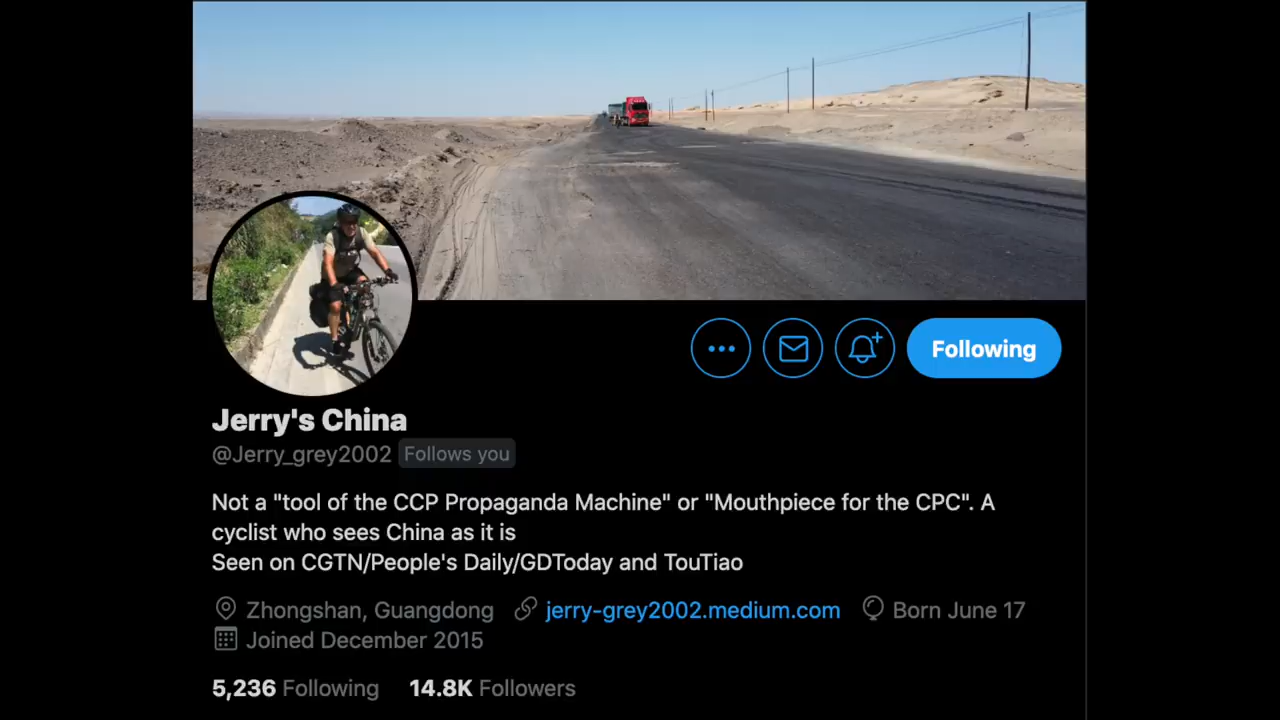 Following
Jerry's China
@Jerry_grey2002 Follows you
Not a "tool of the CCP Propaganda Machine" or "Mouthpiece for the CPC". A
cyclist who sees China as it is
Seen on CGTN/People's Daily/GDToday and TouTiao
Zhongshan, Guangdong jerry-grey2002.medium.com Born June 17
Joined December 2015
5,236 Following 14.8K Followers